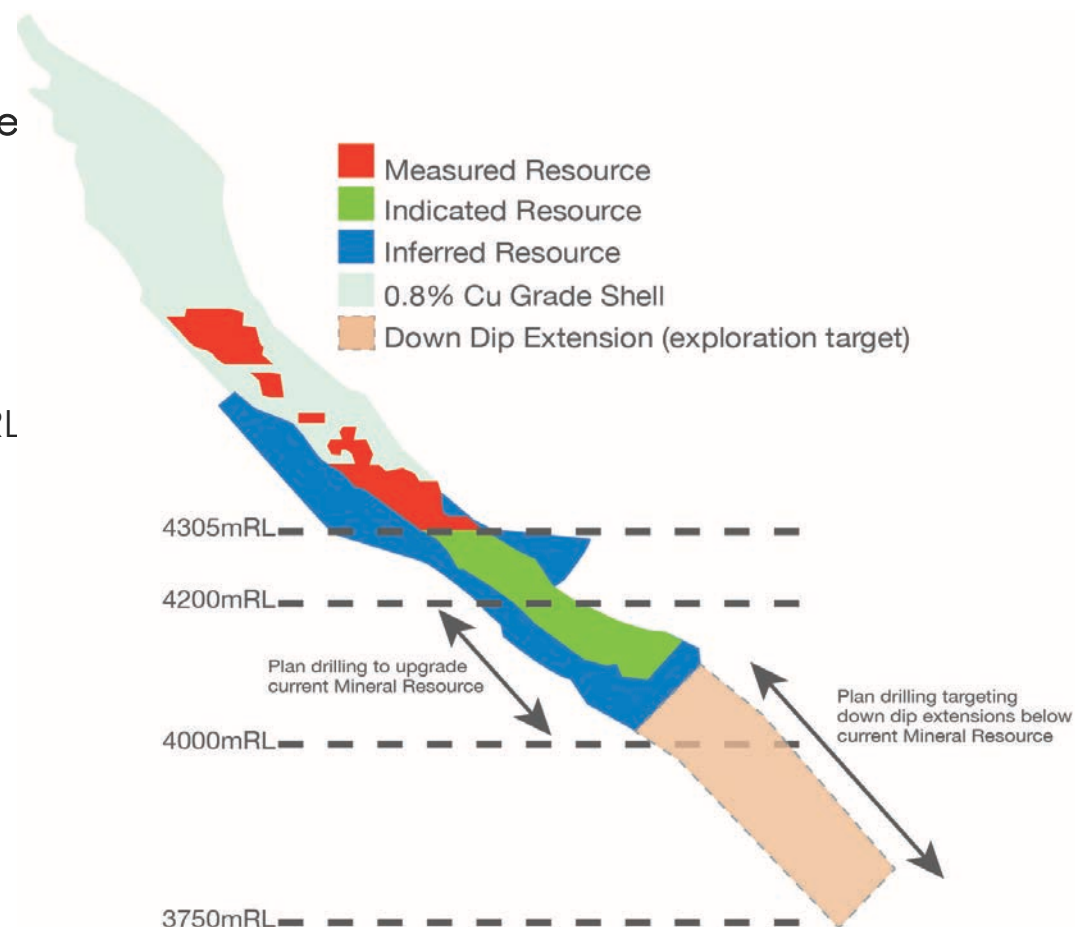 e
Measured Resource
Indicated Resource
Inferred Resource
0.8% Cu Grade Shell
Down Dip Extension (exploration target)
RL
4305mRL
4200mRL
Plan drilling to upgrade
current Mineral Resource
Plan drilling targeting
down dip extensions below
current Mineral Resource
4000mRL
3750mRL